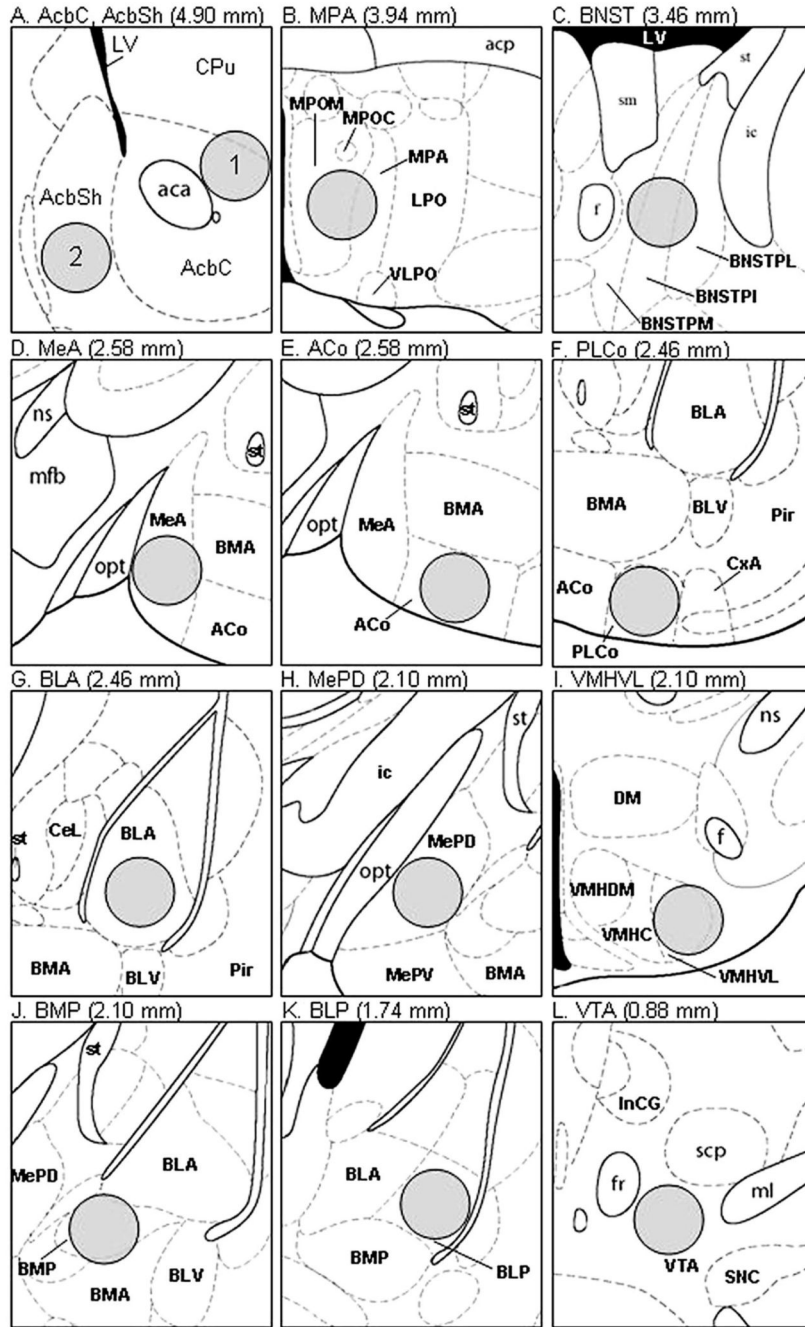 A. AcbC, AcbSh (4.90 mm)
LV
CPu
1
aca
AcbSh
2
AcbC
B. MPA (3.94 mm)
acp
MPOM
MPOC
MPA
LPO
VLPO
C. BNST (3.46 mm)
LV
st
sm
ic
f
BNSTPL
BNSTPI
BNSTPM
D. MeA (2.58 mm)
ns
st
mfb
MeA
BMA
opt
ACo
E. ACo (2.58 mm)
st
opt
MeA
BMA
ACo
F. PLCo (2.46 mm)
BLA
BMA
BLV
Pir
CxA
ACo
PLCo
G. BLA (2.46 mm)
CeL
BLA
st
BMA
BLV
Pir
H. MePD (2.10 mm)
st
ic
MePD
opt
MePV
BMA
I. VMHVL (2.10 mm)
ns
DM
f
VMHDM
VMHC
VMHVL
J. BMP (2.10 mm)
st
MePD
BLA
BMP
BMA
BLV
K. BLP (1.74 mm)
BLA
BMP
BLP
L. VTA (0.88 mm)
InCG
scp
fr
ml
VTA
SNC